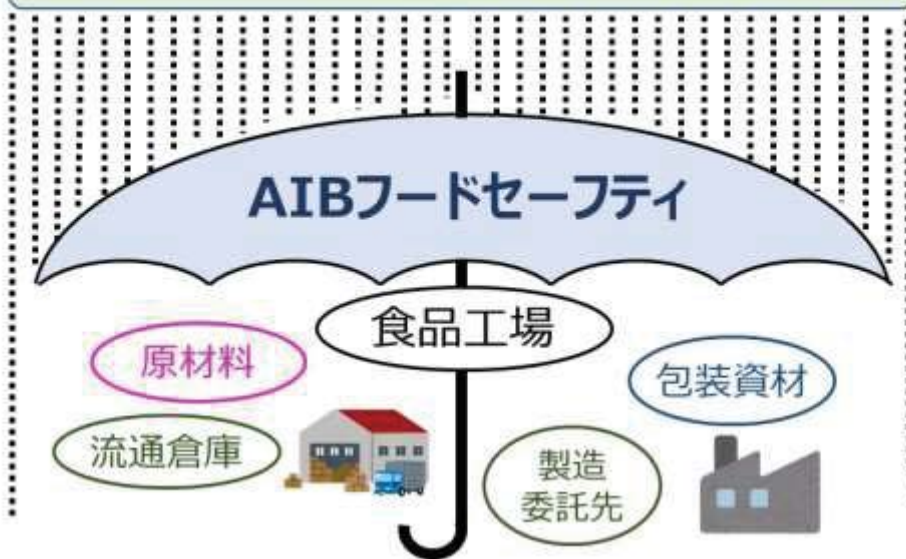 AIBフードセーフティ
食品工場
原材料
包装資材
流通倉庫
製造
委託先